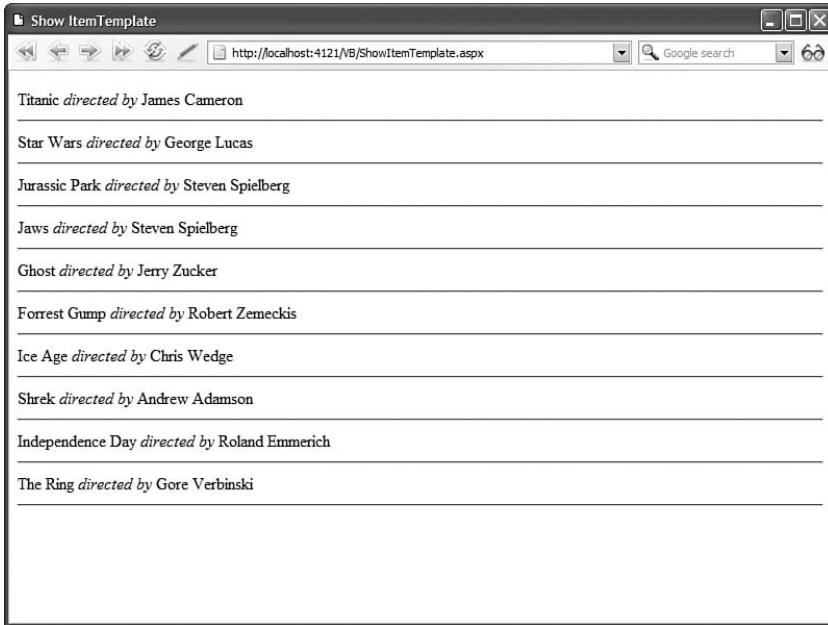 Show ItemTemplate
http://localhost:4121/VB/ShowItemTemplate.aspx
Google search
Titanic directed by James Cameron
Star Wars directed by George Lucas
Jurassic Park directed by Steven Spielberg
Jaws directed by Steven Spielberg
Ghost directed by Jerry Zucker
Forrest Gump directed by Robert Zemeckis
Ice Age directed by Chris Wedge
Shrek directed by Andrew Adamson
Independence Day directed by Roland Emmerich
The Ring directed by Gore Verbinski